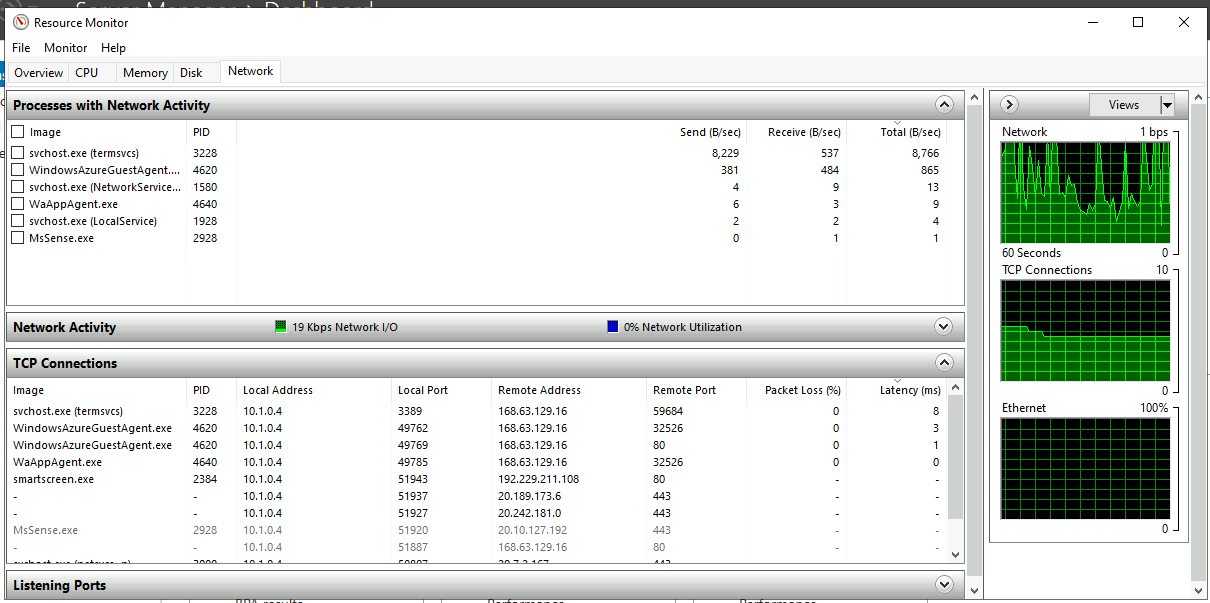 Resource Monitor
File Monitor Help
Overview CPU Memory Disk Network
Processes with Network Activity
Image PID Send (B/sec) Receive (B/sec) Total (B/sec)
svchost.exe (termsvcs) 3228 8,229 537 8,766
WindowsAzureGuestAgent.... 4620 381 484 865
svchost.exe (NetworkService... 1580 4 9 13
WaAppAgent.exe 4640 6 3 9
svchost.exe (LocalService) 1928 2 2 4
MsSense.exe 2928 0 1 1
Network Activity 19 Kbps Network I/O 0% Network Utilization
TCP Connections
Image PID Local Address Local Port Remote Address Remote Port Packet Loss (%) Latency (ms)
svchost.exe (termsvcs) 3228 10.1.0.4 3389 168.63.129.16 59684 0 8
WindowsAzureGuestAgent.exe 4620 10.1.0.4 49762 168.63.129.16 32526 0 3
WindowsAzureGuestAgent.exe 4620 10.1.0.4 49769 168.63.129.16 80 0 1
WaAppAgent.exe 4640 10.1.0.4 49785 168.63.129.16 32526 0 0
smartscreen.exe 2384 10.1.0.4 51943 192.229.211.108 80 - -
- - 10.1.0.4 51937 20.189.173.6 443 - -
- - 10.1.0.4 51927 20.242.181.0 443 - -
MsSense.exe 2928 10.1.0.4 51920 20.10.127.192 443 - -
- - 10.1.0.4 51887 168.63.129.16 80 - -
Listening Ports
Views
Network 1 bps
60 Seconds 0
TCP Connections 10
0
Ethernet 100%
0